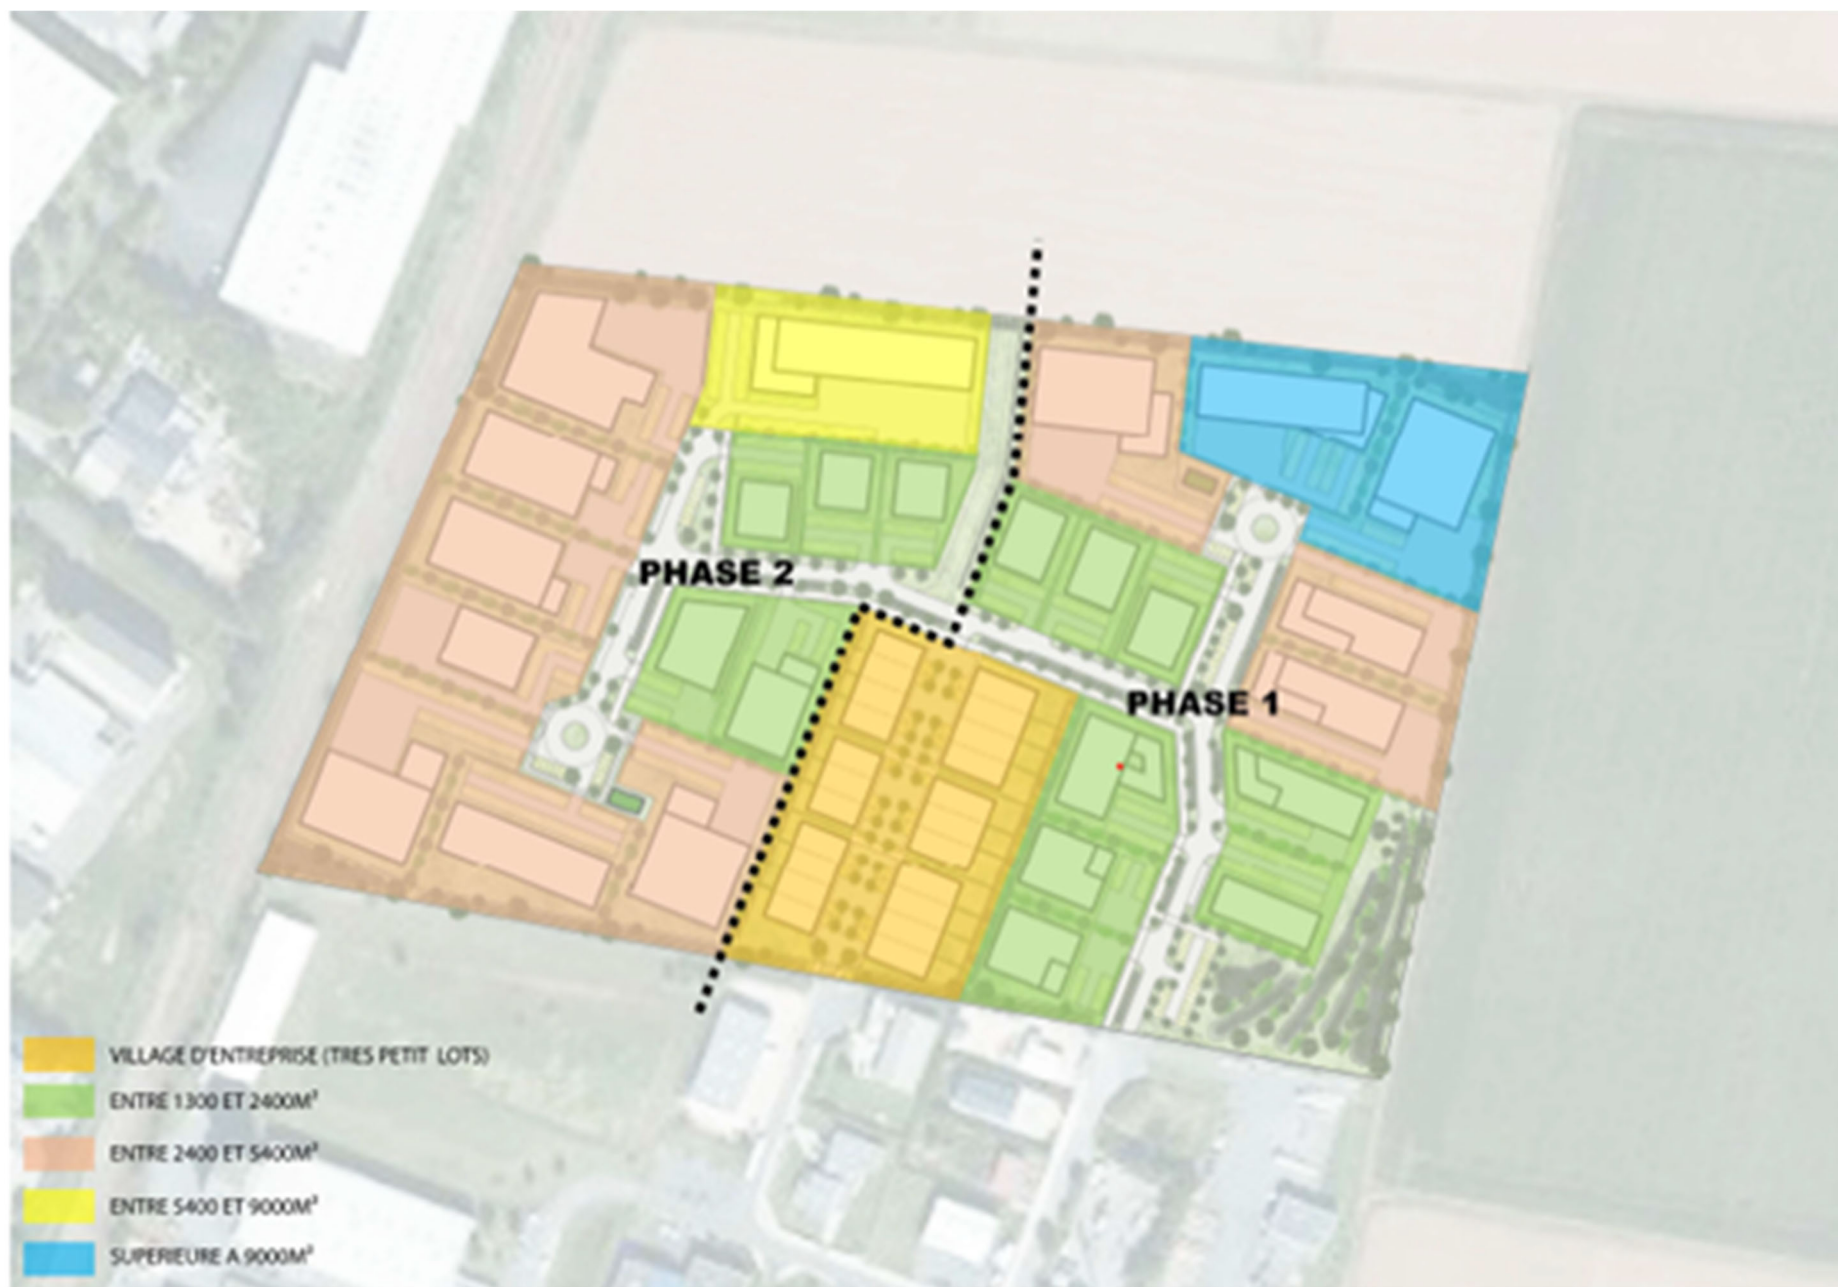 PHASE 2
PHASE 1
VILLAGE D'ENTREPRISE (TRES PETIT LOTS)
ENTRE 1300 ET 2400M²
ENTRE 2400 ET 5400M²
ENTRE 5400 ET 9000M²
SUPERIEURE A 9000M²